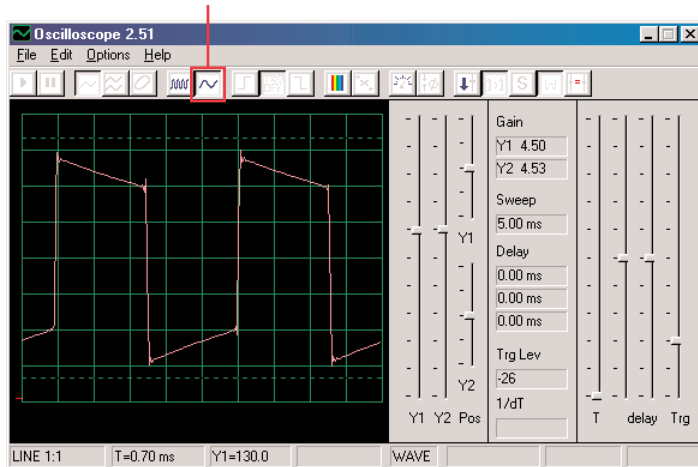 Oscilloscope 2.51
File Edit Options Help
Gain
Y1 4.50
Y2 4.53
Sweep
5.00 ms
Y1
Delay
0.00 ms
0.00 ms
0.00 ms
Trg Lev
-26
Y2
1/dT
Y1 Y2 Pos
T delay Trg
LINE 1:1 T=0.70 ms Y1=130.0 WAVE